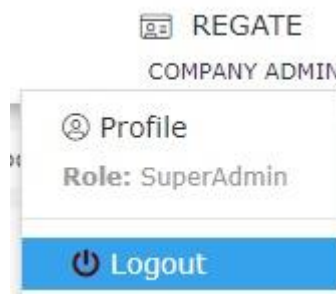 REGATE
COMPANY ADMIN
Profile
Role: SuperAdmin
Logout